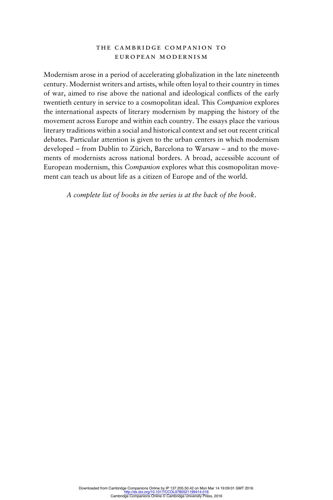 THE CAMBRIDGE COMPANION TO
EUROPEAN MODERNISM
Modernism arose in a period of accelerating globalization in the late nineteenth
century. Modernist writers and artists, while often loyal to their country in times
of war, aimed to rise above the national and ideological conflicts of the early
twentieth century in service to a cosmopolitan ideal. This Companion explores
the international aspects of literary modernism by mapping the history of the
movement across Europe and within each country. The essays place the various
literary traditions within a social and historical context and set out recent critical
debates. Particular attention is given to the urban centers in which modernism
developed – from Dublin to Zürich, Barcelona to Warsaw – and to the move-
ments of modernists across national borders. A broad, accessible account of
European modernism, this Companion explores what this cosmopolitan move-
ment can teach us about life as a citizen of Europe and of the world.
A complete list of books in the series is at the back of the book.
Downloaded from Cambridge Companions Online by IP 137.205.50.42 on Mon Mar 14 19:09:01 GMT 2016.
Cambridge Companions Online © Cambridge University Press, 2016